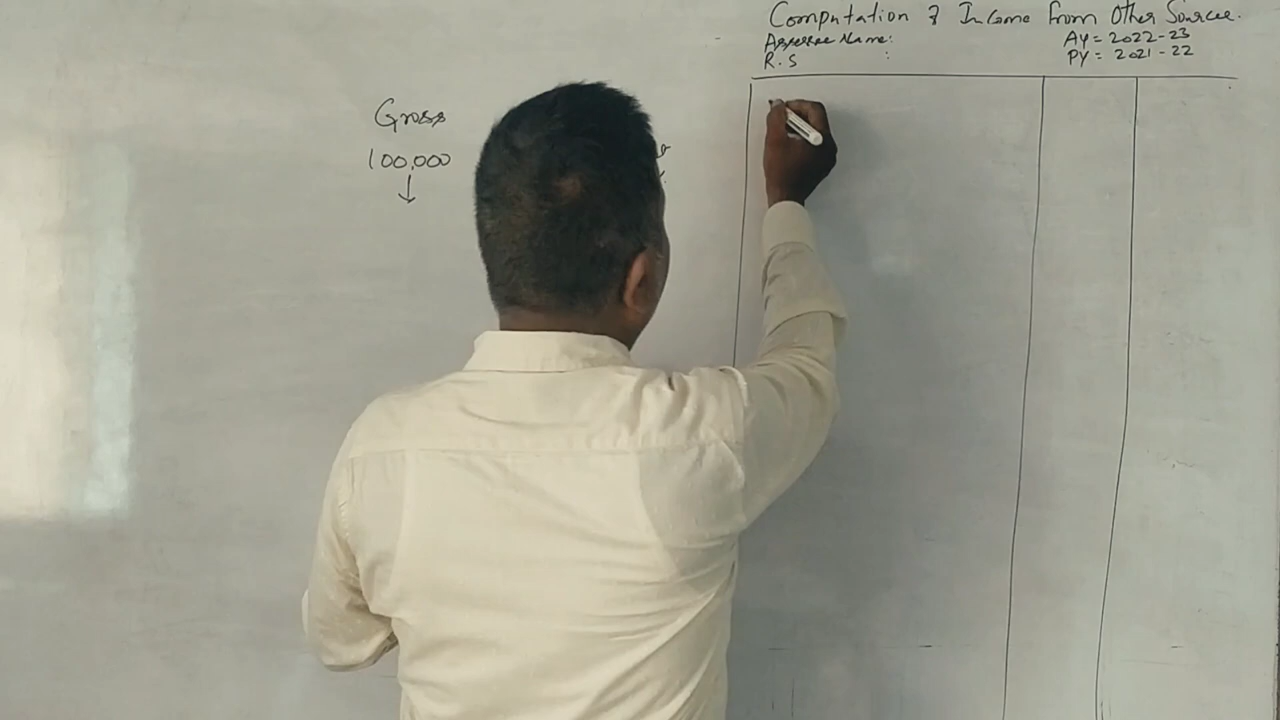 Computation of Income from Other Sources.
Assessee Name:
AY = 2022-23
R.S :
PY = 2021-22
Gross
100,000